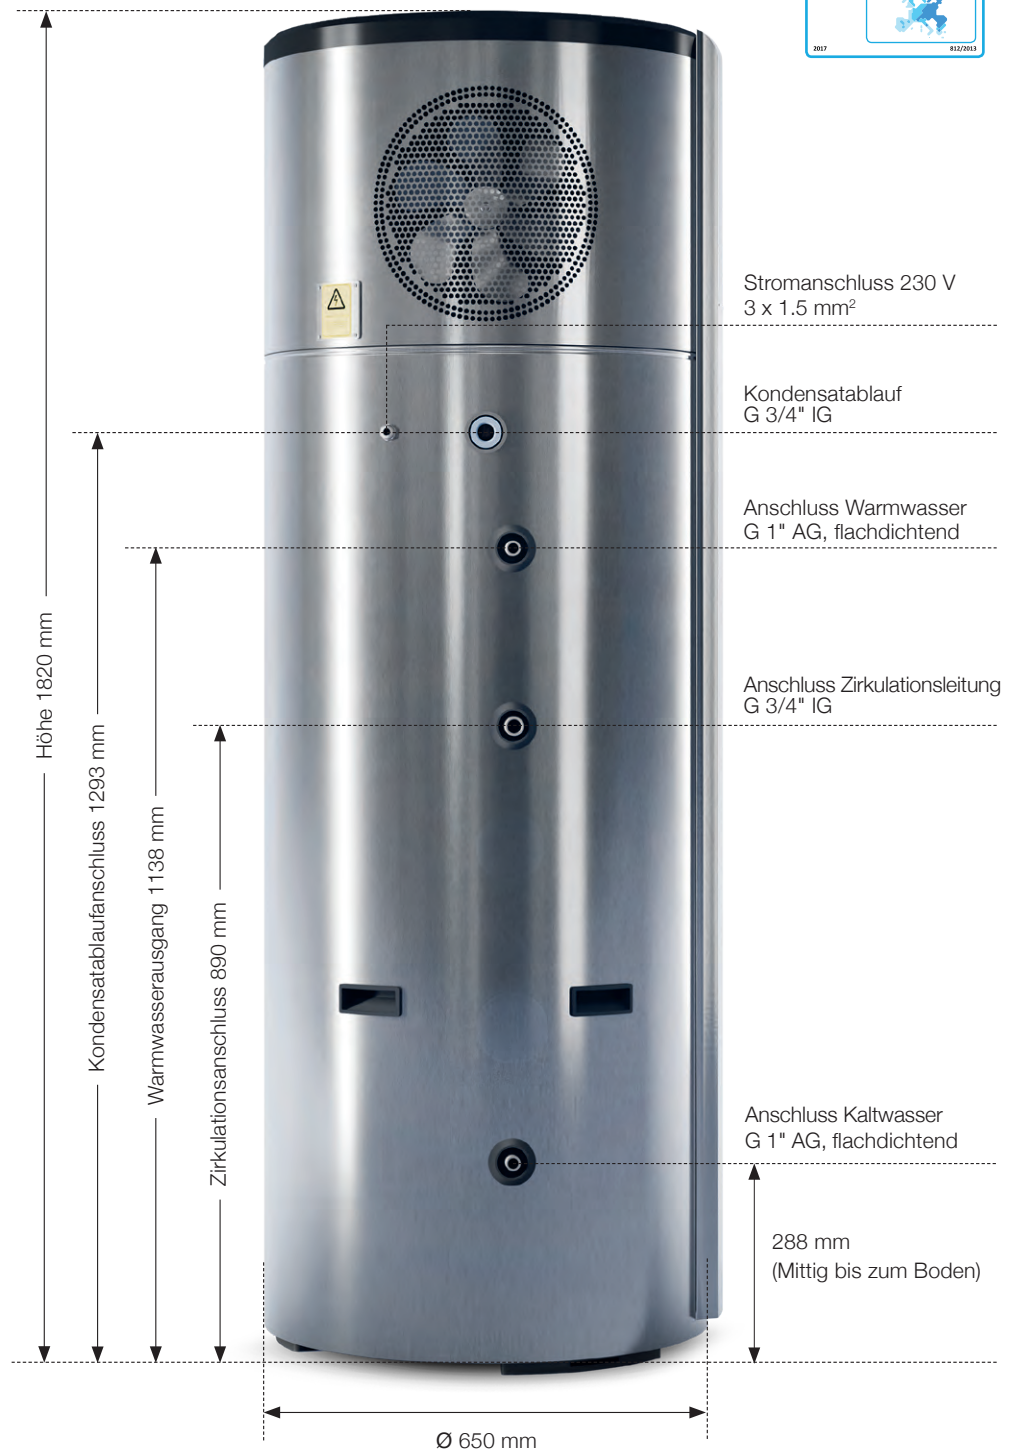 2017
812/2013
Stromanschluss 230 V
3 x 1.5 mm²
Kondensatablauf
G 3/4" IG
Anschluss Warmwasser
G 1" AG, flachdichtend
Anschluss Zirkulationsleitung
G 3/4" IG
Höhe 1820 mm
Kondensatablaufanschluss 1293 mm
Warmwasserausgang 1138 mm
Zirkulationsanschluss 890 mm
Anschluss Kaltwasser
G 1" AG, flachdichtend
288 mm
(Mittig bis zum Boden)
Ø 650 mm